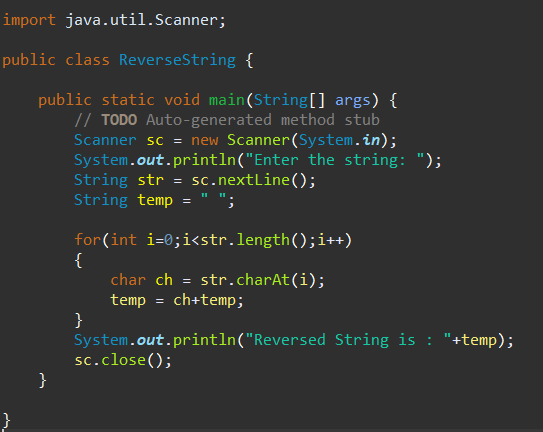 import java.util.Scanner;
public class ReverseString {
    public static void main(String[] args) {
        // TODO Auto-generated method stub
        Scanner sc = new Scanner(System.in);
        System.out.println("Enter the string: ");
        String str = sc.nextLine();
        String temp = " ";
        for(int i=0;i<str.length();i++)
        {
            char ch = str.charAt(i);
            temp = ch+temp;
        }
        System.out.println("Reversed String is : "+temp);
        sc.close();
    }
}